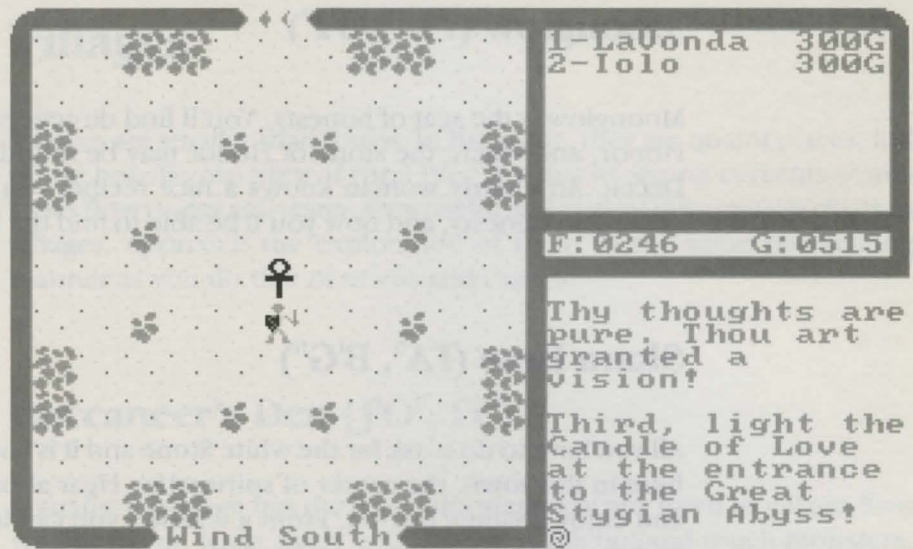 1-LaVonda 300G
2-Iolo 300G
F:0246 G:0515
Thy thoughts are
pure. Thou art
granted a
vision!
Third, light the
Candle of Love
at the entrance
to the Great
Stygian Abyss!
Wind South